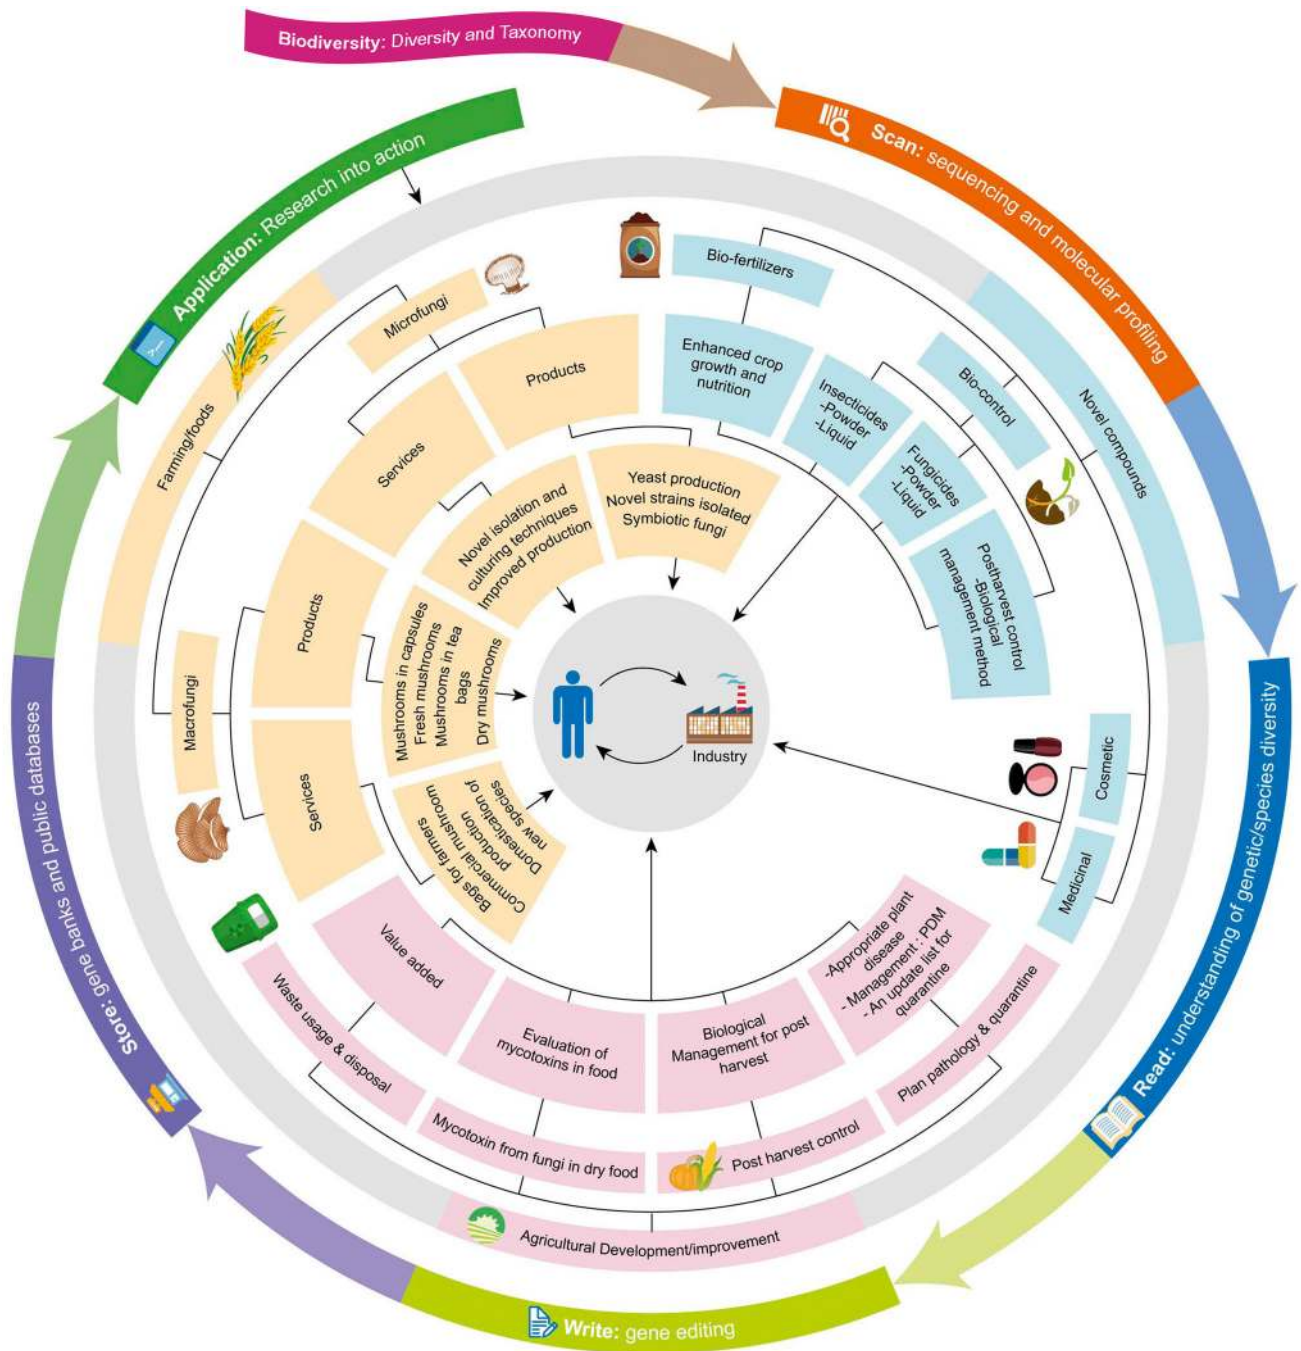 Biodiversity: Diversity and Taxonomy
Scan: sequencing and molecular profiling
Read: understanding of genetic/species diversity
Write: gene editing
Store: gene banks and public databases
Application: Research into action
Farming/foods
Microfungi
Products
Services
Yeast production
Novel strains isolated
Symbiotic fungi
Novel isolation and
culturing techniques
Improved production
Macrofungi
Products
Services
Mushrooms in capsules
Fresh mushrooms
Mushrooms in tea
bags
Dry mushrooms
Bags for farmers
Commercial mushroom
production
Domestication of
new species
Novel compounds
Bio-fertilizers
Enhanced crop
growth and
nutrition
Bio-control
Insecticides
-Powder
-Liquid
Fungicides
-Powder
-Liquid
Postharvest control
-Biological
management method
Cosmetic
Medicinal
Industry
Value added
Evaluation of
mycotoxins in food
Biological
Management for post
harvest
-Appropriate plant
disease
- Management : PDM
- An update list for
quarantine
Waste usage & disposal
Mycotoxin from fungi in dry food
Post harvest control
Plan pathology & quarantine
Agricultural Development/improvement